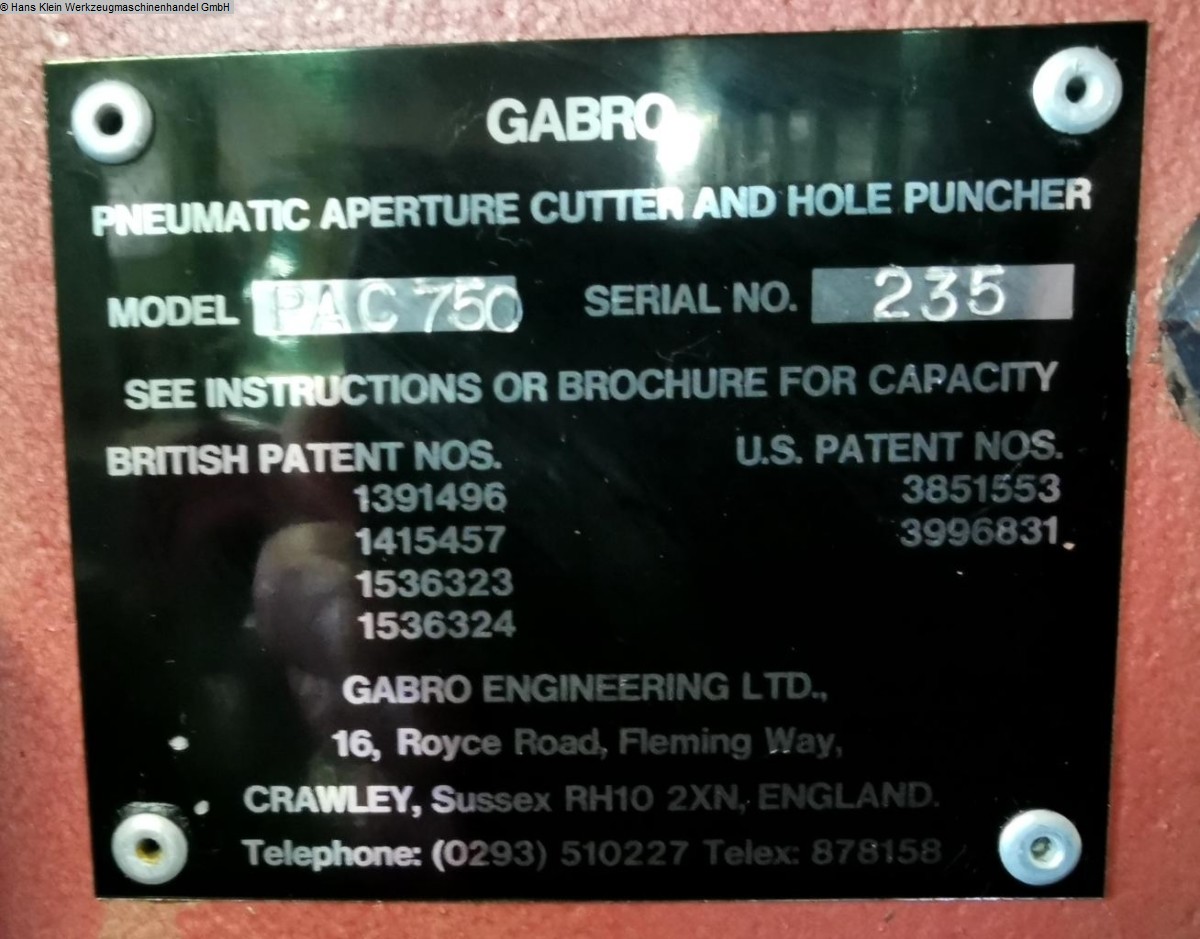 © Hans Klein Werkzeugmaschinenhandel GmbH
GABRO
PNEUMATIC APERTURE CUTTER AND HOLE PUNCHER
MODEL PAC 750 SERIAL NO. 235
SEE INSTRUCTIONS OR BROCHURE FOR CAPACITY
BRITISH PATENT NOS.
1391496
1415457
1536323
1536324
U.S. PATENT NOS.
3851553
3996831
GABRO ENGINEERING LTD.,
16, Royce Road, Fleming Way,
CRAWLEY, Sussex RH10 2XN, ENGLAND.
Telephone: (0293) 510227 Telex: 878158